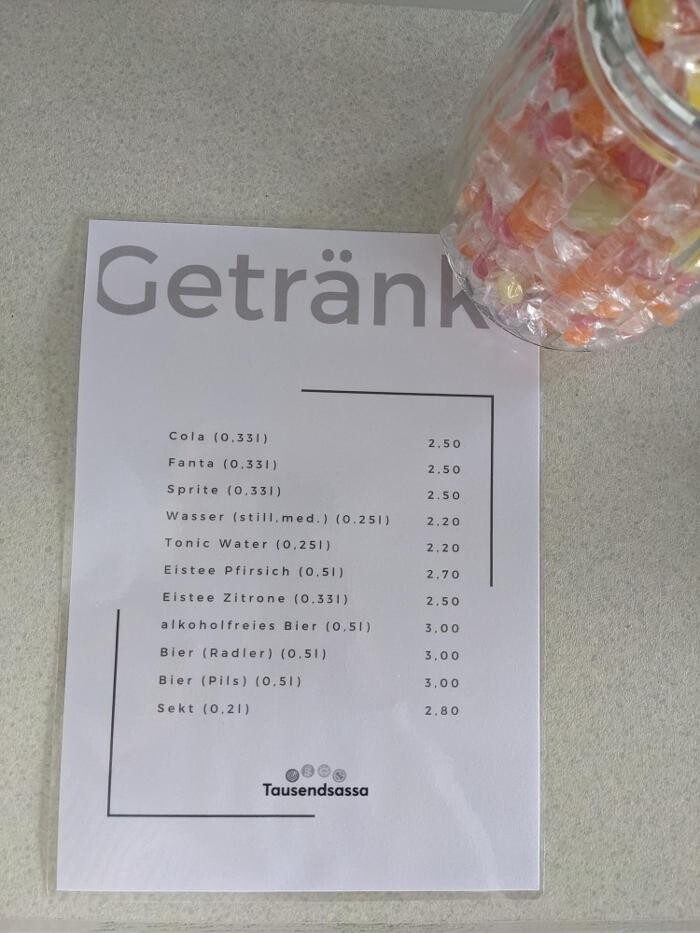 Getränk
Cola (0,33l) 2,50
Fanta (0,33l) 2,50
Sprite (0,33l) 2,50
Wasser (still,med.) (0,25l) 2,20
Tonic Water (0,25l) 2,20
Eistee Pfirsich (0,5l) 2,70
Eistee Zitrone (0,33l) 2,50
alkoholfreies Bier (0,5l) 3,00
Bier (Radler) (0,5l) 3,00
Bier (Pils) (0,5l) 3,00
Sekt (0,2l) 2,80
Tausendsassa